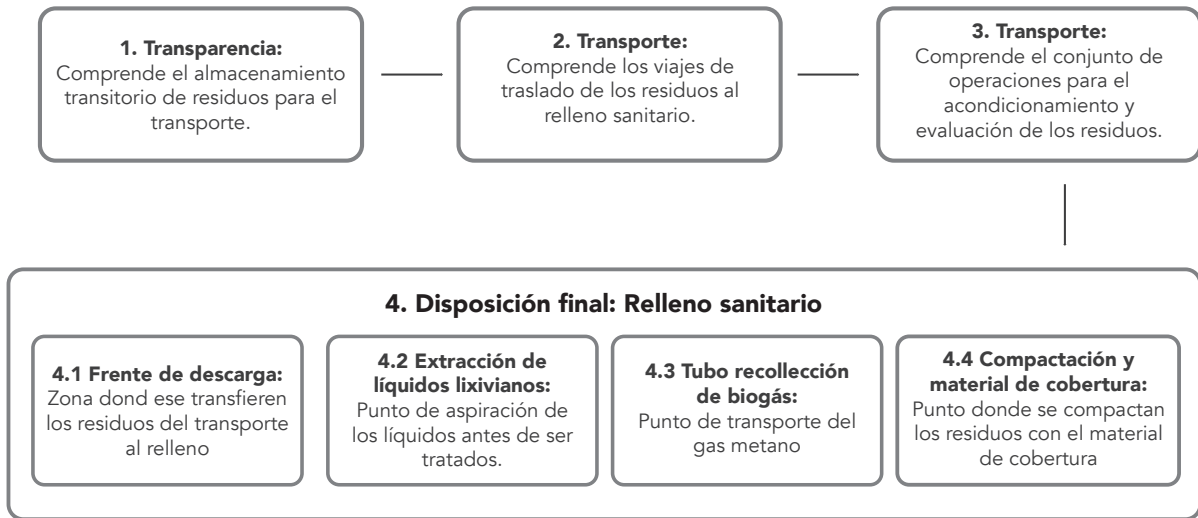 1. Transparencia:
Comprende el almacenamiento
transitorio de residuos para el
transporte.
2. Transporte:
Comprende los viajes de
traslado de los residuos al
relleno sanitario.
3. Transporte:
Comprende el conjunto de
operaciones para el
acondicionamiento y
evaluación de los residuos.
4. Disposición final: Relleno sanitario
4.1 Frente de descarga:
Zona dond ese transfieren
los residuos del transporte
al relleno
4.2 Extracción de
líquidos lixivianos:
Punto de aspiración de
los líquidos antes de ser
tratados.
4.3 Tubo recollección
de biogás:
Punto de transporte del
gas metano
4.4 Compactación y
material de cobertura:
Punto donde se compactan
los residuos con el material
de cobertura